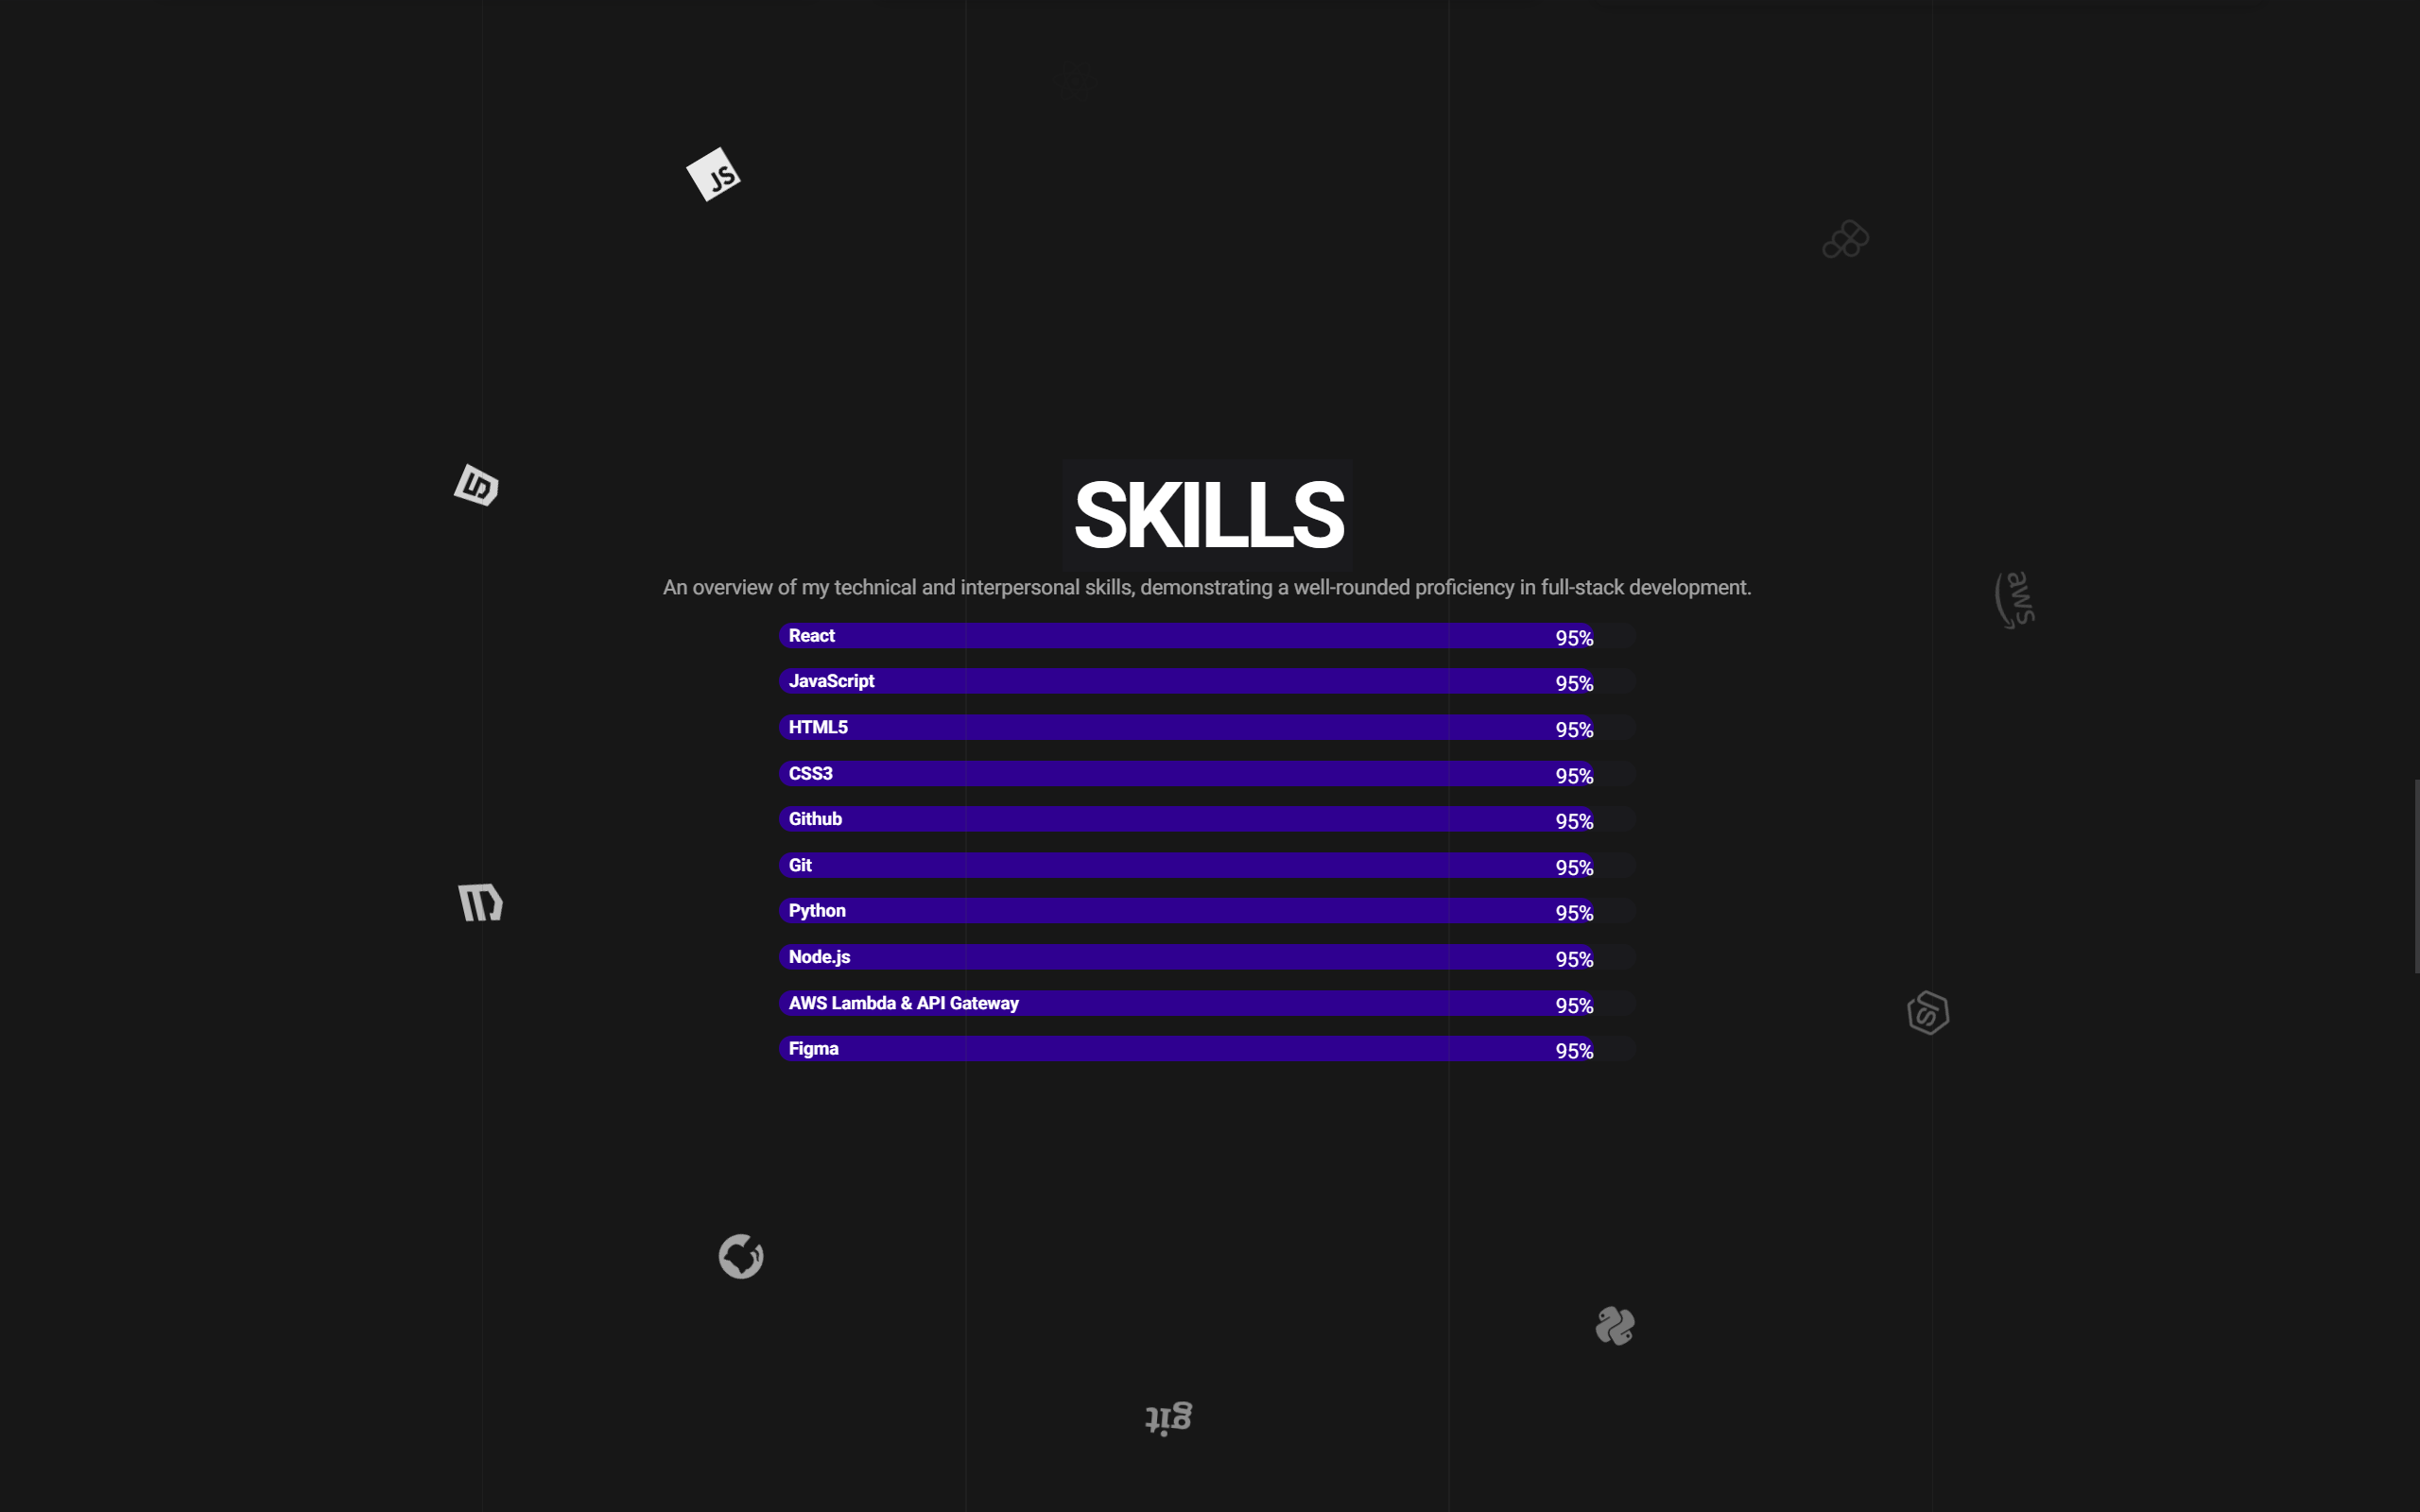 JS
5
SKILLS
An overview of my technical and interpersonal skills, demonstrating a well-rounded proficiency in full-stack development.
aws
React 95%
JavaScript 95%
HTML5 95%
CSS3 95%
Github 95%
Git 95%
Python 95%
Node.js 95%
AWS Lambda & API Gateway 95%
Figma 95%
JS
git